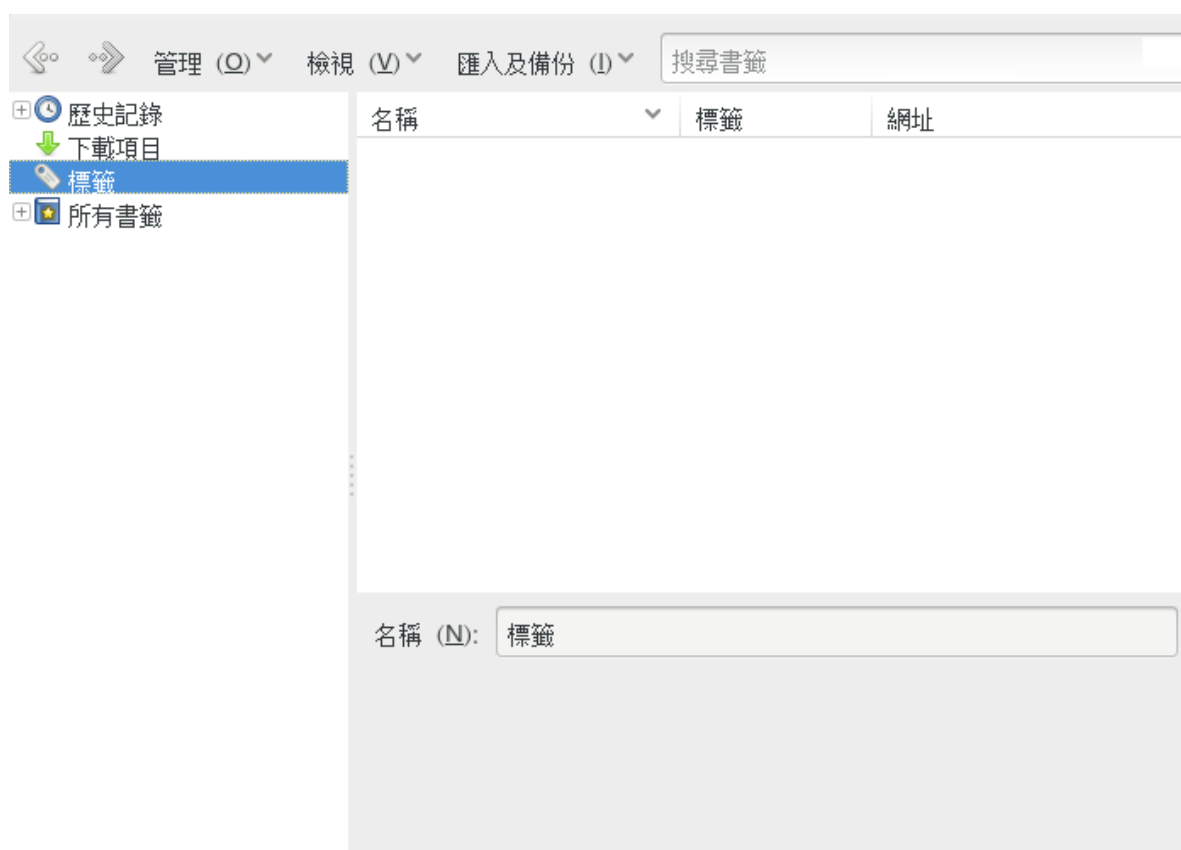 管理 (O) 檢視 (V) 匯入及備份 (I) 搜尋書籤
歷史記錄
下載項目
標籤
所有書籤
名稱 標籤 網址
名稱 (N): 標籤